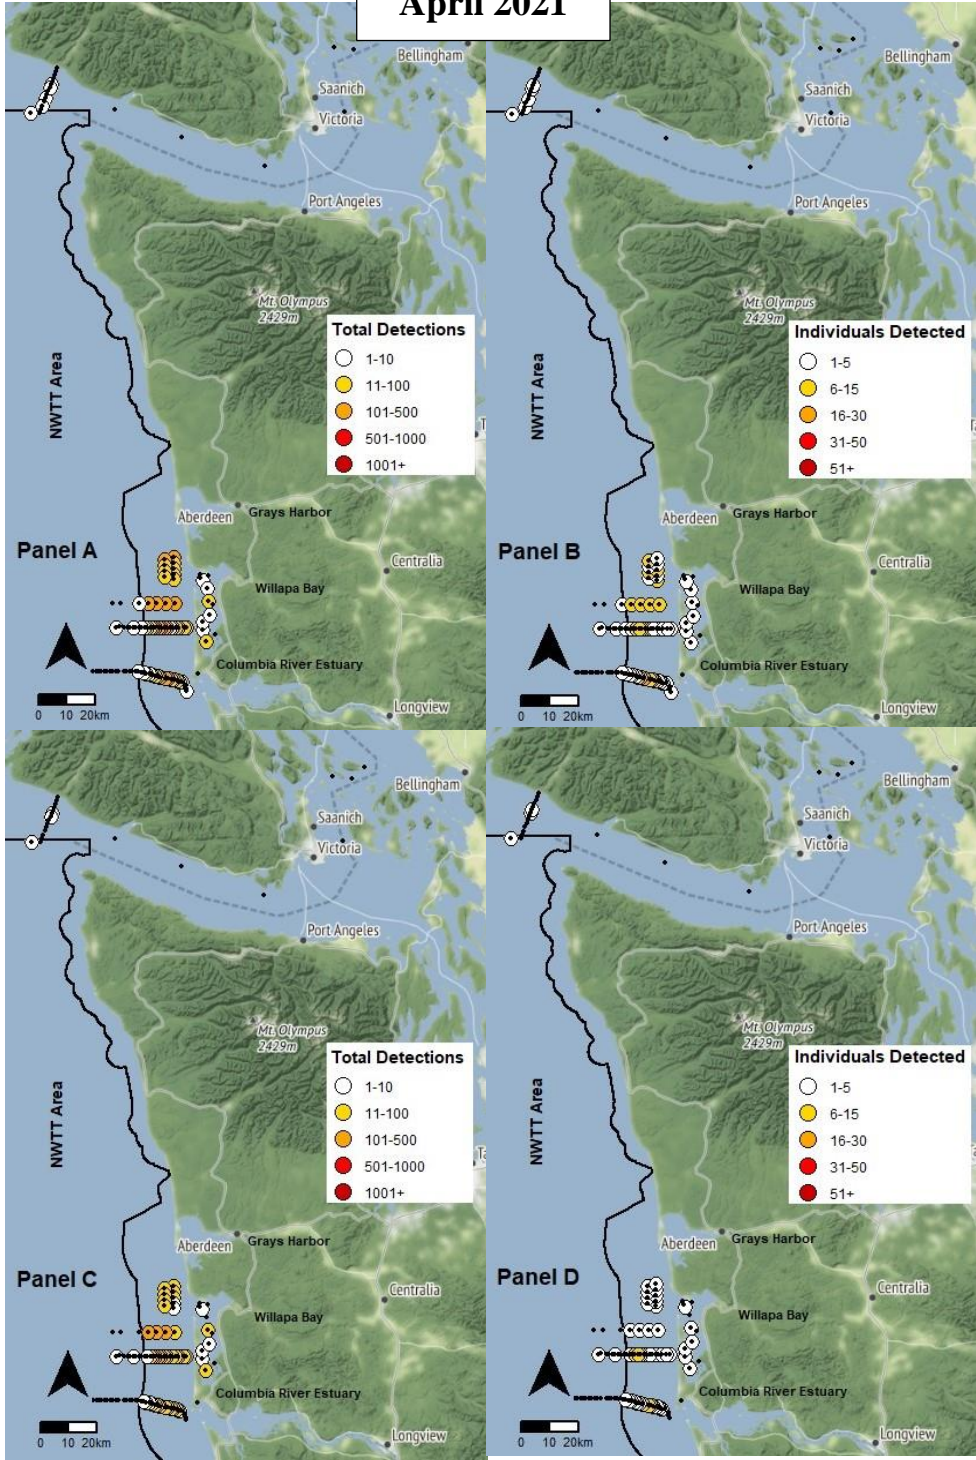 April 2021
Bellingham
Saanich
Victoria
Port Angeles
Mt. Olympus
2429m
Total Detections
1-10
11-100
101-500
501-1000
1001+
NWTT Area
Aberdeen
Grays Harbor
Panel A
Centralia
Willapa Bay
Columbia River Estuary
0 10 20km
Longview
Bellingham
Saanich
Victoria
Port Angeles
Mt. Olympus
2429m
Individuals Detected
1-5
6-15
16-30
31-50
51+
NWTT Area
Aberdeen
Grays Harbor
Panel B
Centralia
Willapa Bay
Columbia River Estuary
0 10 20km
Longview
Bellingham
Saanich
Victoria
Port Angeles
Mt. Olympus
2429m
Total Detections
1-10
11-100
101-500
501-1000
1001+
NWTT Area
Aberdeen
Grays Harbor
Panel C
Centralia
Willapa Bay
Columbia River Estuary
0 10 20km
Longview
Bellingham
Saanich
Victoria
Port Angeles
Mt. Olympus
2429m
Individuals Detected
1-5
6-15
16-30
31-50
51+
NWTT Area
Aberdeen
Grays Harbor
Panel D
Centralia
Willapa Bay
Columbia River Estuary
0 10 20km
Longview